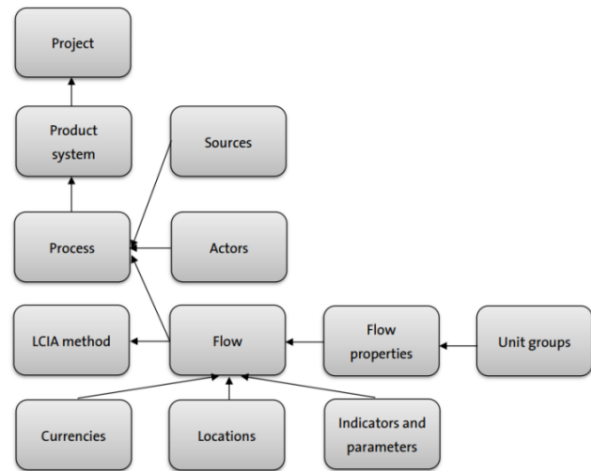 Project
Product
system
Sources
Process
Actors
LCIA method
Flow
Flow
properties
Unit groups
Currencies
Locations
Indicators and
parameters